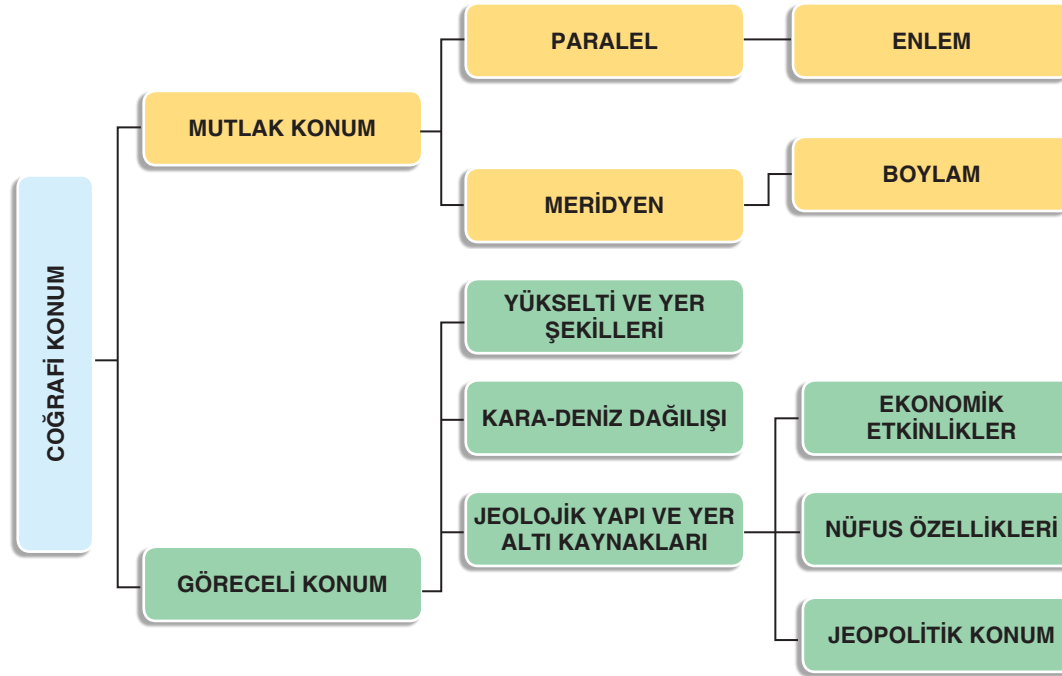 COĞRAFİ KONUM
MUTLAK KONUM
PARALEL
ENLEM
MERİDYEN
BOYLAM
GÖRECELİ KONUM
YÜKSELTİ VE YER
ŞEKİLLERİ
KARA-DENİZ DAĞILIŞI
JEOLOJİK YAPI VE YER
ALTI KAYNAKLARI
EKONOMİK
ETKİNLİKLER
NÜFUS ÖZELLİKLERİ
JEOPOLİTİK KONUM